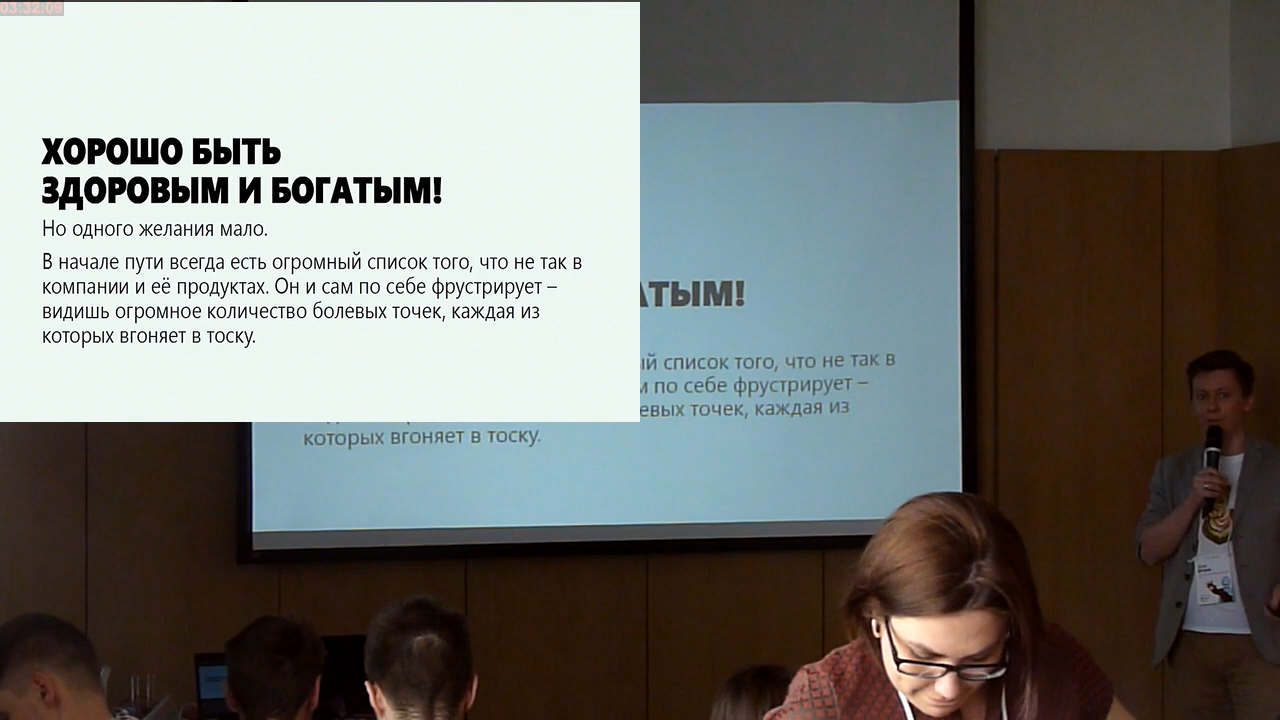 03:32:09
ХОРОШО БЫТЬ
ЗДОРОВЫМ И БОГАТЫМ!
Но одного желания мало.
В начале пути всегда есть огромный список того, что не так в
компании и её продуктах. Он и сам по себе фрустрирует –
видишь огромное количество болевых точек, каждая из
которых вгоняет в тоску.
АТЫМ!
ый список того, что не так в
м по себе фрустрирует –
евых точек, каждая из
которых вгоняет в тоску.